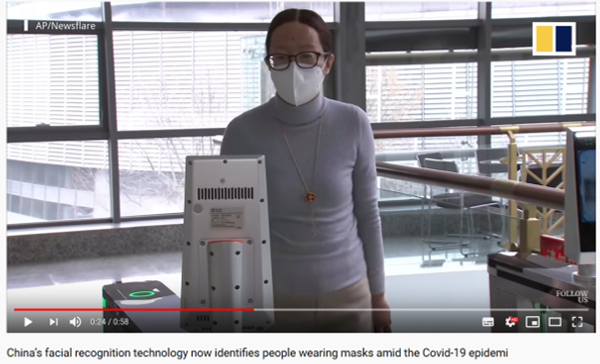 AP/Newsflare
FOLLOW
US
0:24 / 0:58
China's facial recognition technology now identifies people wearing masks amid the Covid-19 epidemi